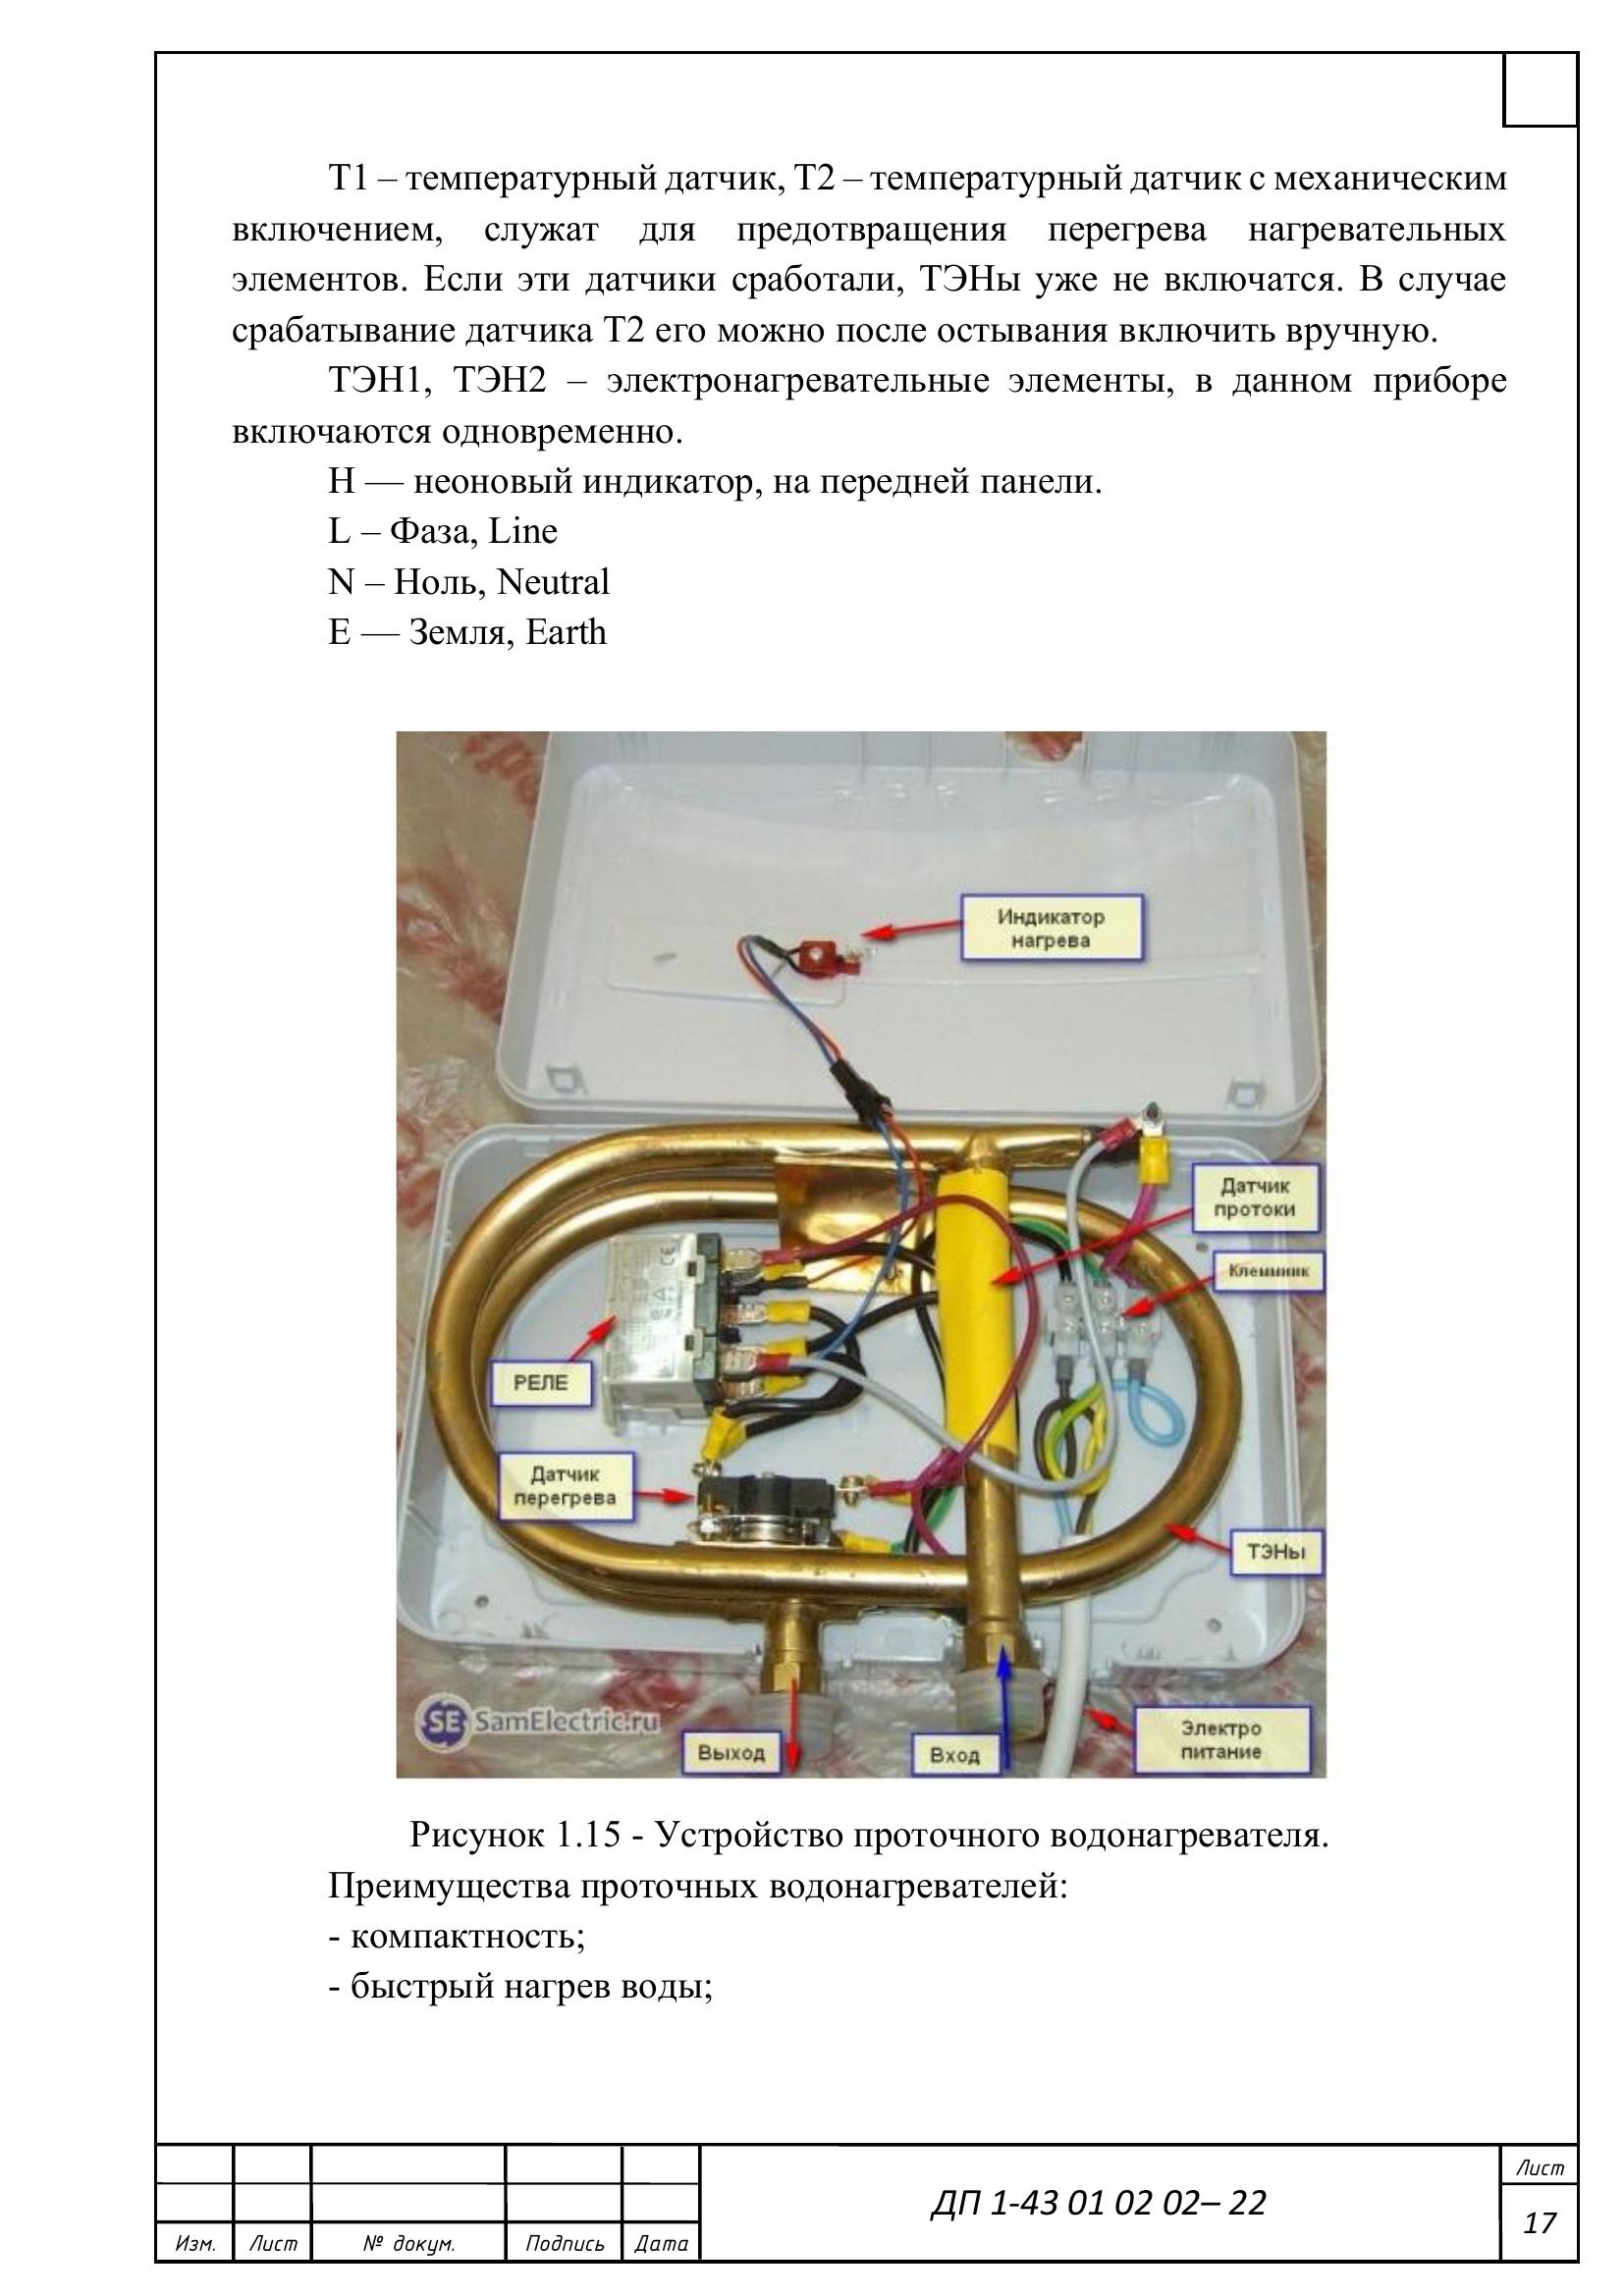 Т1 – температурный датчик, Т2 – температурный датчик с механическим
включением, служат для предотвращения перегрева нагревательных
элементов. Если эти датчики сработали, ТЭНы уже не включатся. В случае
срабатывание датчика Т2 его можно после остывания включить вручную.
ТЭН1, ТЭН2 – электронагревательные элементы, в данном приборе
включаются одновременно.
Н — неоновый индикатор, на передней панели.
L – Фаза, Line
N – Ноль, Neutral
E — Земля, Earth
Индикатор
нагрева
Датчик
протоки
Клеммник
РЕЛЕ
Датчик
перегрева
ТЭНы
SE SamElectric.ru
Выход
Вход
Электро
питание
Рисунок 1.15 - Устройство проточного водонагревателя.
Преимущества проточных водонагревателей:
- компактность;
- быстрый нагрев воды;
Изм. Лист № докум. Подпись Дата
ДП 1-43 01 02 02– 22
Лист
17